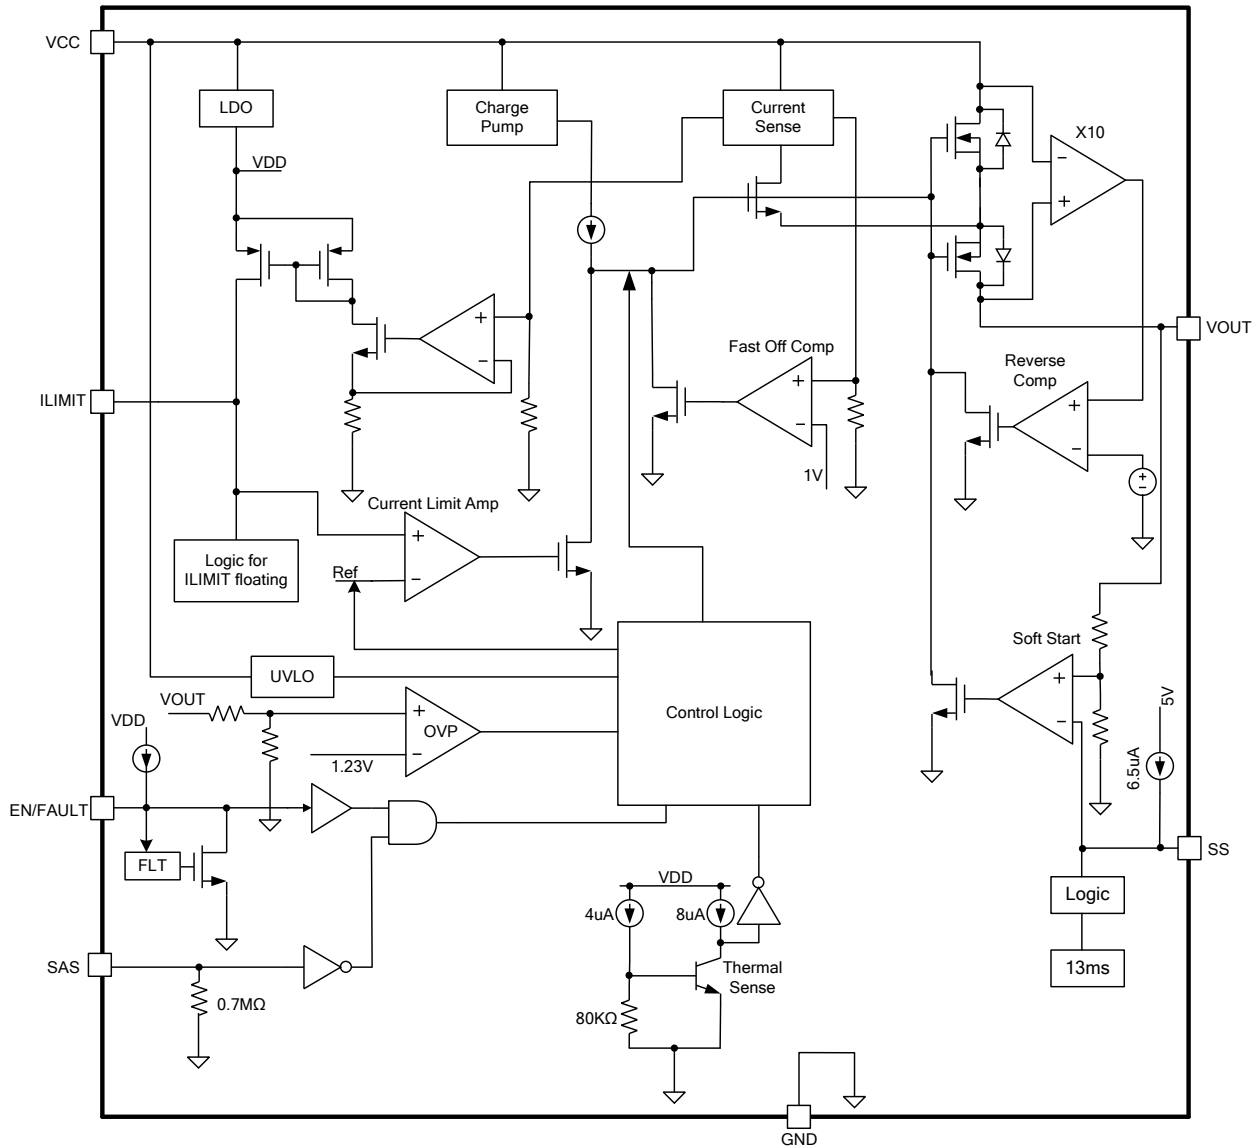 VCC
LDO
Charge
Pump
Current
Sense
X10
VDD
+
−
−
+
VOUT
Fast Off Comp
Reverse
Comp
ILIMIT
+
−
+
−
1V
+
−
+
−
Current Limit Amp
Logic for
ILIMIT floating
+
−
Ref
Soft Start
UVLO
VOUT
Control Logic
+
−
5V
VDD
+
−
OVP
1.23V
6.5uA
EN/FAULT
FLT
SS
VDD
Logic
4uA
8uA
SAS
Thermal
Sense
13ms
0.7MΩ
80KΩ
GND